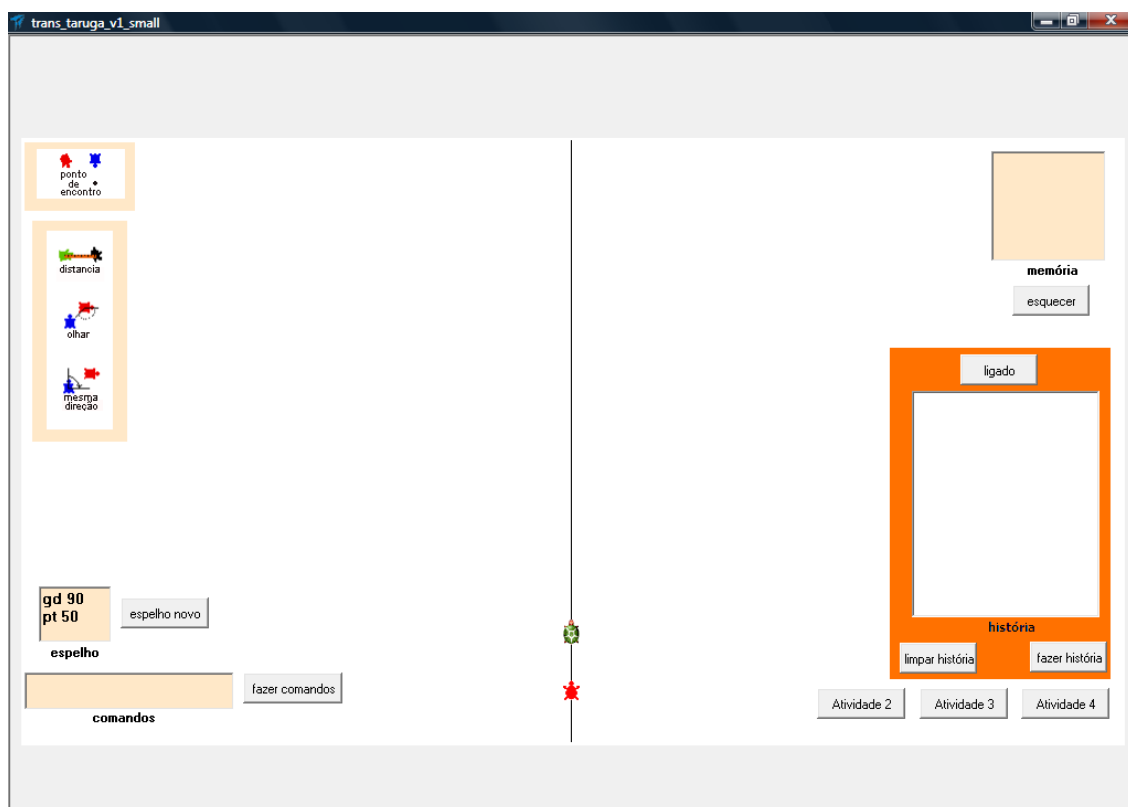 trans_taruga_v1_small
ponto
de
encontro
distancia
olhar
mesma
direção
gd 90
pt 50
espelho novo
espelho
fazer comandos
comandos
memória
esquecer
ligado
história
limpar história
fazer história
Atividade 2
Atividade 3
Atividade 4